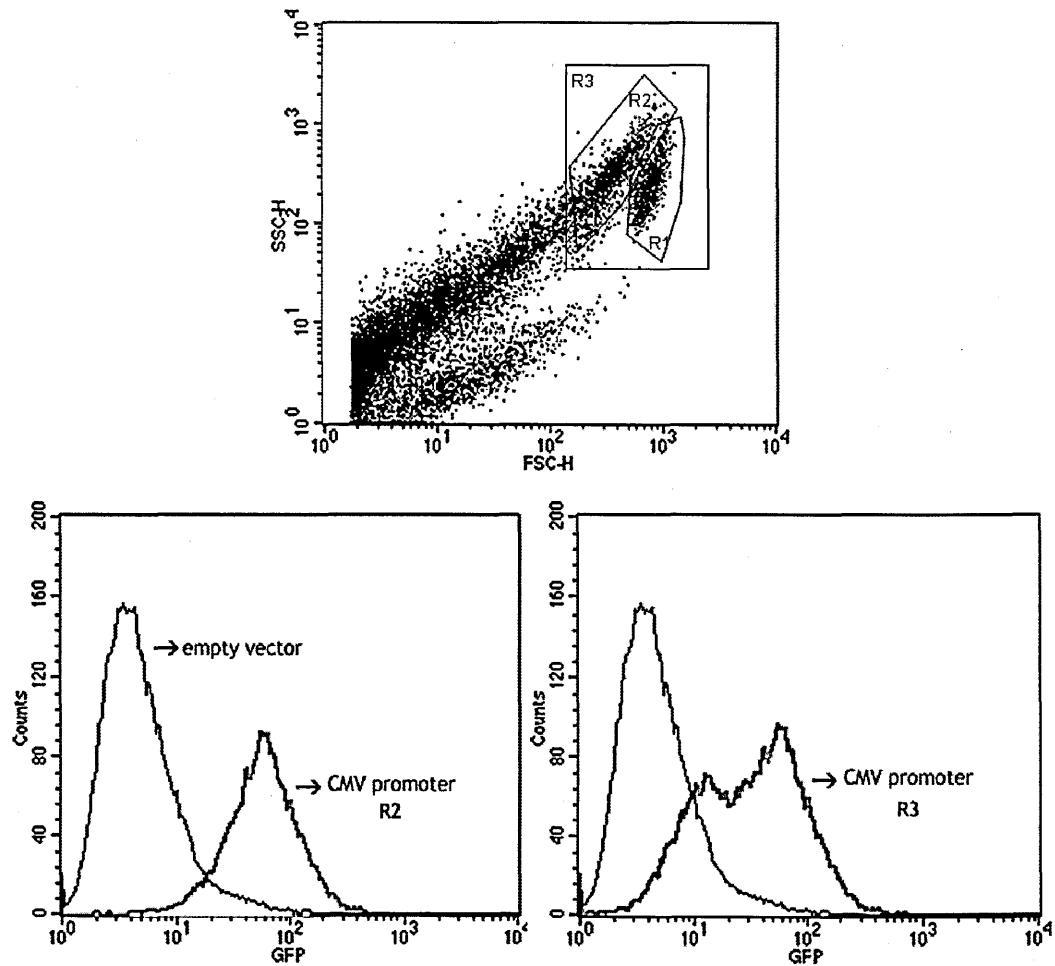 10^4
R3
R2
10^3
SSC-H
10^2
R1
10^1
10^0
10^0 10^1 10^2 10^3 10^4
FSC-H
200
160
120
80
40
0
Counts
→ empty vector
→ CMV promoter
R2
10^0 10^1 10^2 10^3 10^4
GFP
200
160
120
80
40
0
Counts
→ CMV promoter
R3
10^0 10^1 10^2 10^3 10^4
GFP